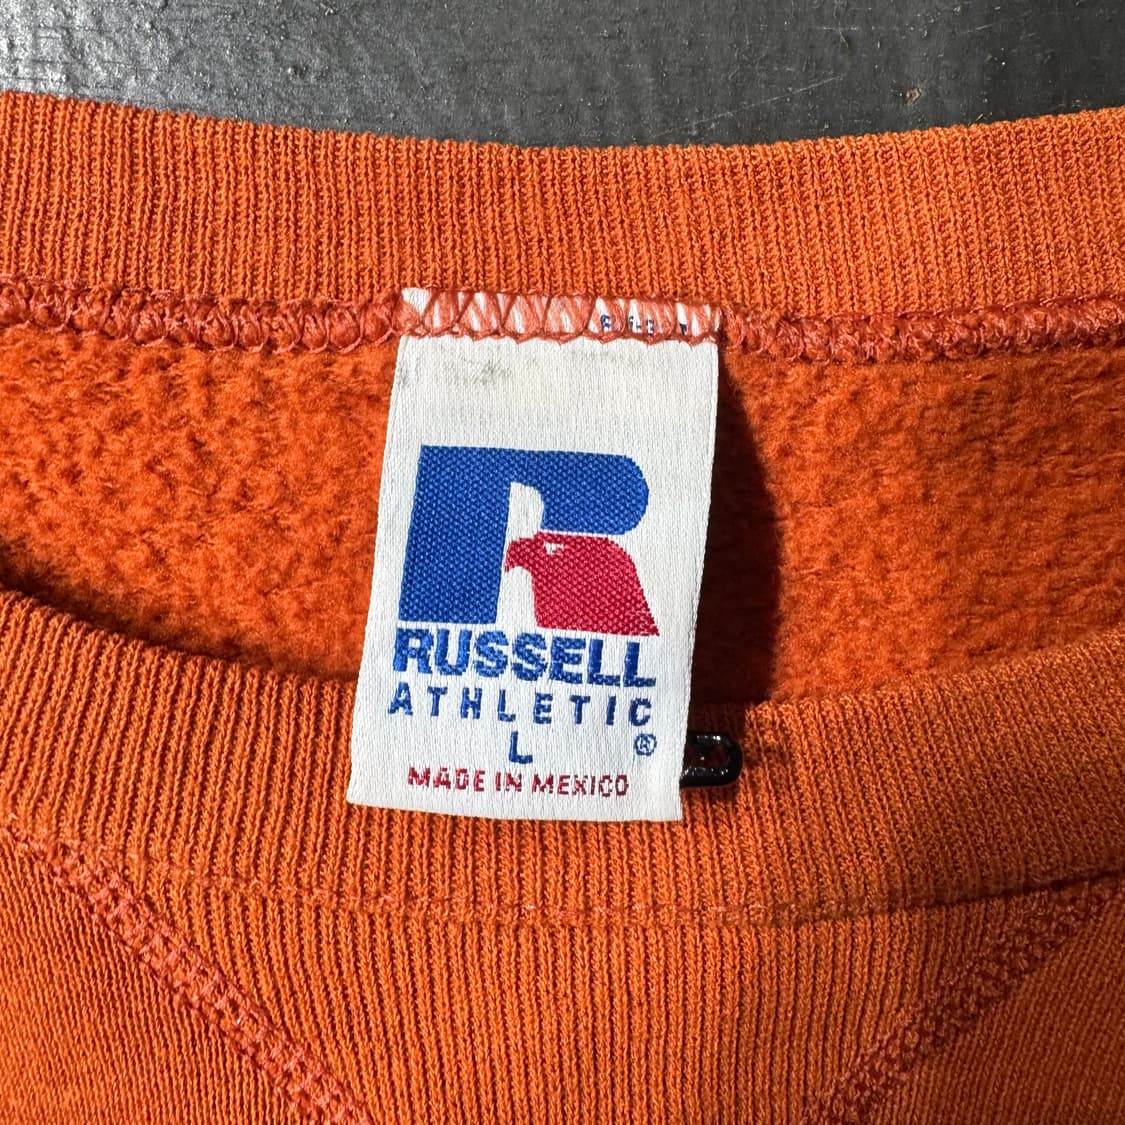 R
RUSSELL
ATHLETIC
L ®
MADE IN MEXICO